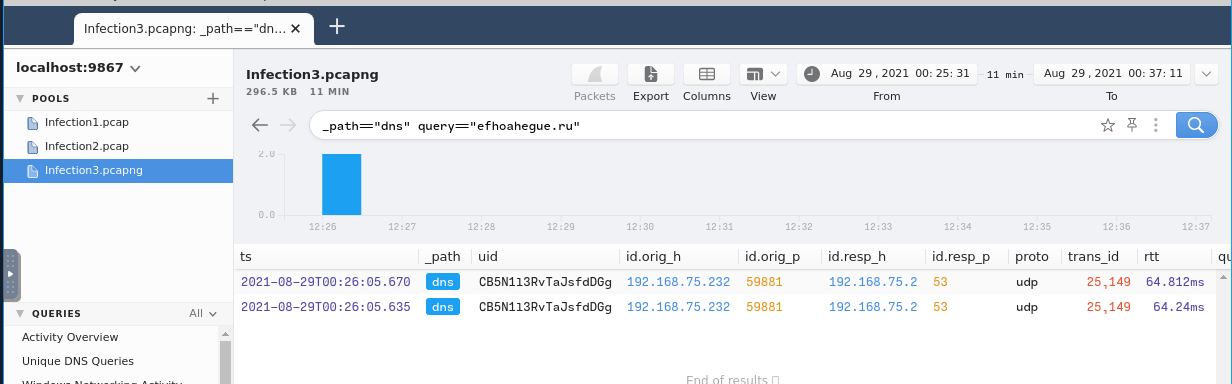 Infection3.pcapng: _path=="dn... ✕ +
localhost:9867
POOLS +
Infection1.pcap
Infection2.pcap
Infection3.pcapng
QUERIES All
Activity Overview
Unique DNS Queries
Windows Networking Activity
Infection3.pcapng
296.5 KB 11 MIN
Packets Export Columns View
Aug 29 , 2021 00: 25: 31 11 min Aug 29 , 2021 00: 37: 11
From To
_path=="dns" query=="efhoahegue.ru"
2.0
0.0
12:26 12:27 12:28 12:29 12:30 12:31 12:32 12:33 12:34 12:35 12:36 12:37
ts _path uid id.orig_h id.orig_p id.resp_h id.resp_p proto trans_id rtt qu
2021-08-29T00:26:05.670 dns CB5N1l3RvTaJsfdDGg 192.168.75.232 59881 192.168.75.2 53 udp 25,149 64.812ms
2021-08-29T00:26:05.635 dns CB5N1l3RvTaJsfdDGg 192.168.75.232 59881 192.168.75.2 53 udp 25,149 64.24ms
End of results